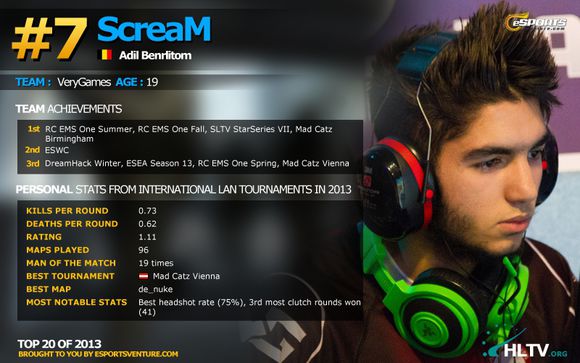 #7 ScreaM
Adil Benrlitom
eSPORTS
VENTURE.COM
TEAM : VeryGames AGE : 19
TEAM ACHIEVEMENTS
1st RC EMS One Summer, RC EMS One Fall, SLTV StarSeries VII, Mad Catz
Birmingham
2nd ESWC
3rd DreamHack Winter, ESEA Season 13, RC EMS One Spring, Mad Catz Vienna
PERSONAL STATS FROM INTERNATIONAL LAN TOURNAMENTS IN 2013
KILLS PER ROUND 0.73
DEATHS PER ROUND 0.62
RATING 1.11
MAPS PLAYED 96
MAN OF THE MATCH 19 times
BEST TOURNAMENT Mad Catz Vienna
BEST MAP de_nuke
MOST NOTABLE STATS Best headshot rate (75%), 3rd most clutch rounds won
(41)
TOP 20 OF 2013
BROUGHT TO YOU BY ESPORTSVENTURE.COM
HLTV.ORG